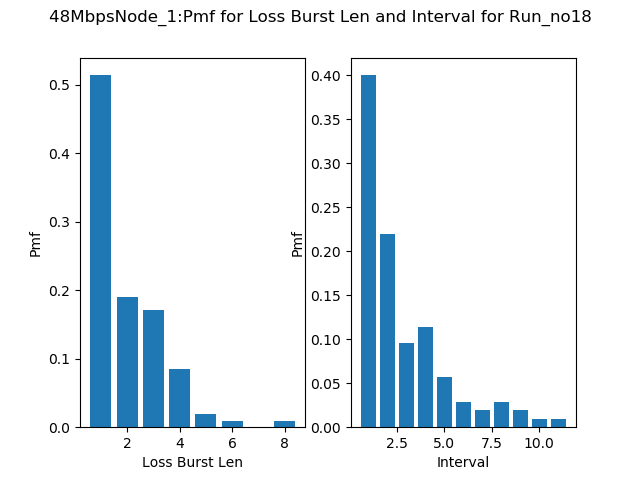 48MbpsNode_1:Pmf for Loss Burst Len and Interval for Run_no18
Pmf
0.5
0.4
0.3
0.2
0.1
0.0
2 4 6 8
Loss Burst Len
Pmf
0.40
0.35
0.30
0.25
0.20
0.15
0.10
0.05
0.00
2.5 5.0 7.5 10.0
Interval